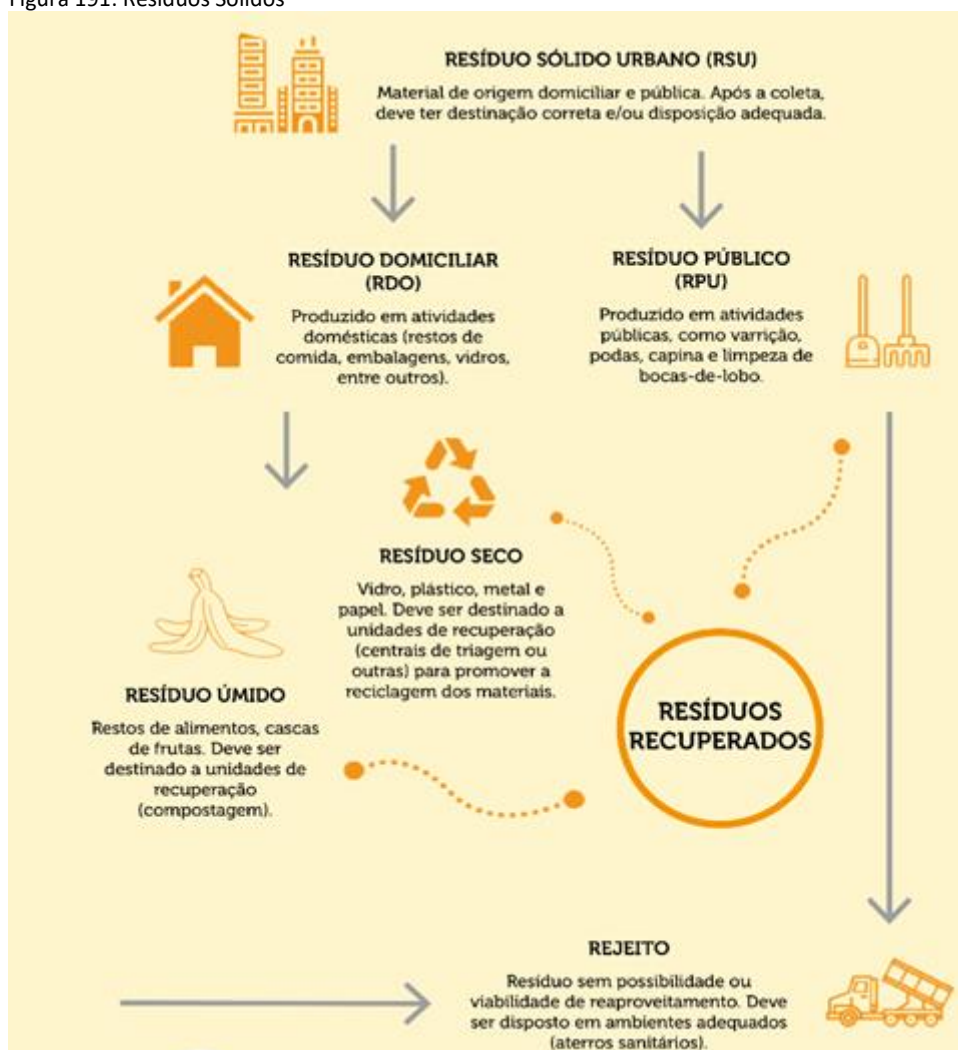 Figura 191: Resíduos Sólidos
RESÍDUO SÓLIDO URBANO (RSU)
Material de origem domiciliar e pública. Após a coleta,
deve ter destinação correta e/ou disposição adequada.
RESÍDUO DOMICILIAR
(RDO)
Produzido em atividades
domésticas (restos de
comida, embalagens, vidros,
entre outros).
RESÍDUO PÚBLICO
(RPU)
Produzido em atividades
públicas, como varrição,
podas, capina e limpeza de
bocas-de-lobo.
RESÍDUO SECO
Vidro, plástico, metal e
papel. Deve ser destinado a
unidades de recuperação
(centrais de triagem ou
outras) para promover a
reciclagem dos materiais.
RESÍDUO ÚMIDO
Restos de alimentos, cascas
de frutas. Deve ser
destinado a unidades de
recuperação
(compostagem).
RESÍDUOS
RECUPERADOS
REJEITO
Resíduo sem possibilidade ou
viabilidade de reaproveitamento. Deve
ser disposto em ambientes adequados
(aterros sanitários).